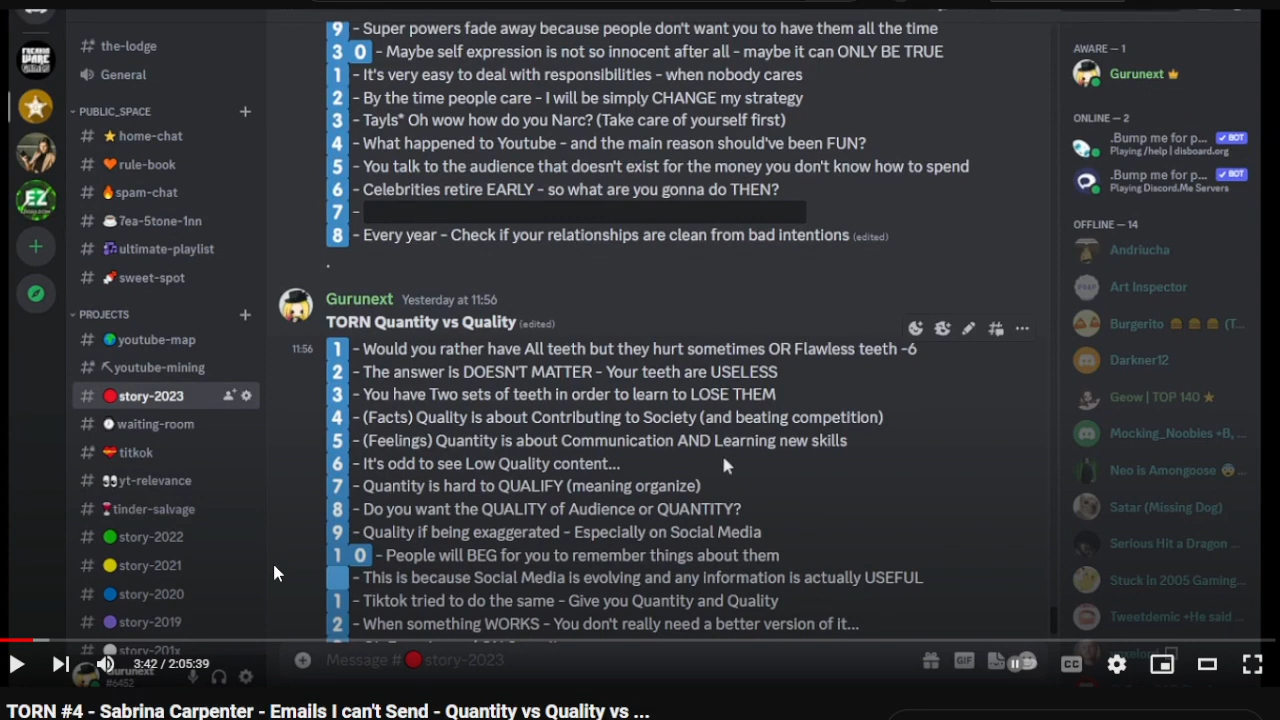 the-lodge
General
PUBLIC_SPACE
home-chat
rule-book
spam-chat
7ea-5tone-1nn
ultimate-playlist
sweet-spot
PROJECTS
youtube-map
youtube-mining
story-2023
waiting-room
titkok
yt-relevance
tinder-salvage
story-2022
story-2021
story-2020
story-2019
story-201x
Gurunext
#6452
EZ
9 - Super powers fade away because people don't want you to have them all the time
3 0 - Maybe self expression is not so innocent after all - maybe it can ONLY BE TRUE
1 - It's very easy to deal with responsibilities - when nobody cares
2 - By the time people care - I will be simply CHANGE my strategy
3 - Tayls* Oh wow how do you Narc? (Take care of yourself first)
4 - What happened to Youtube - and the main reason should've been FUN?
5 - You talk to the audience that doesn't exist for the money you don't know how to spend
6 - Celebrities retire EARLY - so what are you gonna do THEN?
7 -
8 - Every year - Check if your relationships are clean from bad intentions (edited)
.
Gurunext Yesterday at 11:56
TORN Quantity vs Quality (edited)
11:56 1 - Would you rather have All teeth but they hurt sometimes OR Flawless teeth -6
2 - The answer is DOESN'T MATTER - Your teeth are USELESS
3 - You have Two sets of teeth in order to learn to LOSE THEM
4 - (Facts) Quality is about Contributing to Society (and beating competition)
5 - (Feelings) Quantity is about Communication AND Learning new skills
6 - It's odd to see Low Quality content...
7 - Quantity is hard to QUALIFY (meaning organize)
8 - Do you want the QUALITY of Audience or QUANTITY?
9 - Quality if being exaggerated - Especially on Social Media
1 0 - People will BEG for you to remember things about them
- This is because Social Media is evolving and any information is actually USEFUL
1 - Tiktok tried to do the same - Give you Quantity and Quality
2 - When something WORKS - You don't really need a better version of it...
Message # story-2023
GIF
AWARE — 1
Gurunext
ONLINE — 2
.Bump me for p... BOT
Playing /help | disboard.org
.Bump me for p... BOT
Playing Discord.Me Servers
OFFLINE — 14
Andriucha
Art Inspector
Burgerito (T...
Darkner12
Geow | TOP 140
Mocking_Noobies +B, ...
Neo is Amongoose ...
Satar (Missing Dog)
Serious Hit a Dragon ...
Stuck in 2005 Gaming...
Tweetdemic +He said ...
3:42 / 2:05:39
CC
TORN #4 - Sabrina Carpenter - Emails I can't Send - Quantity vs Quality vs ...